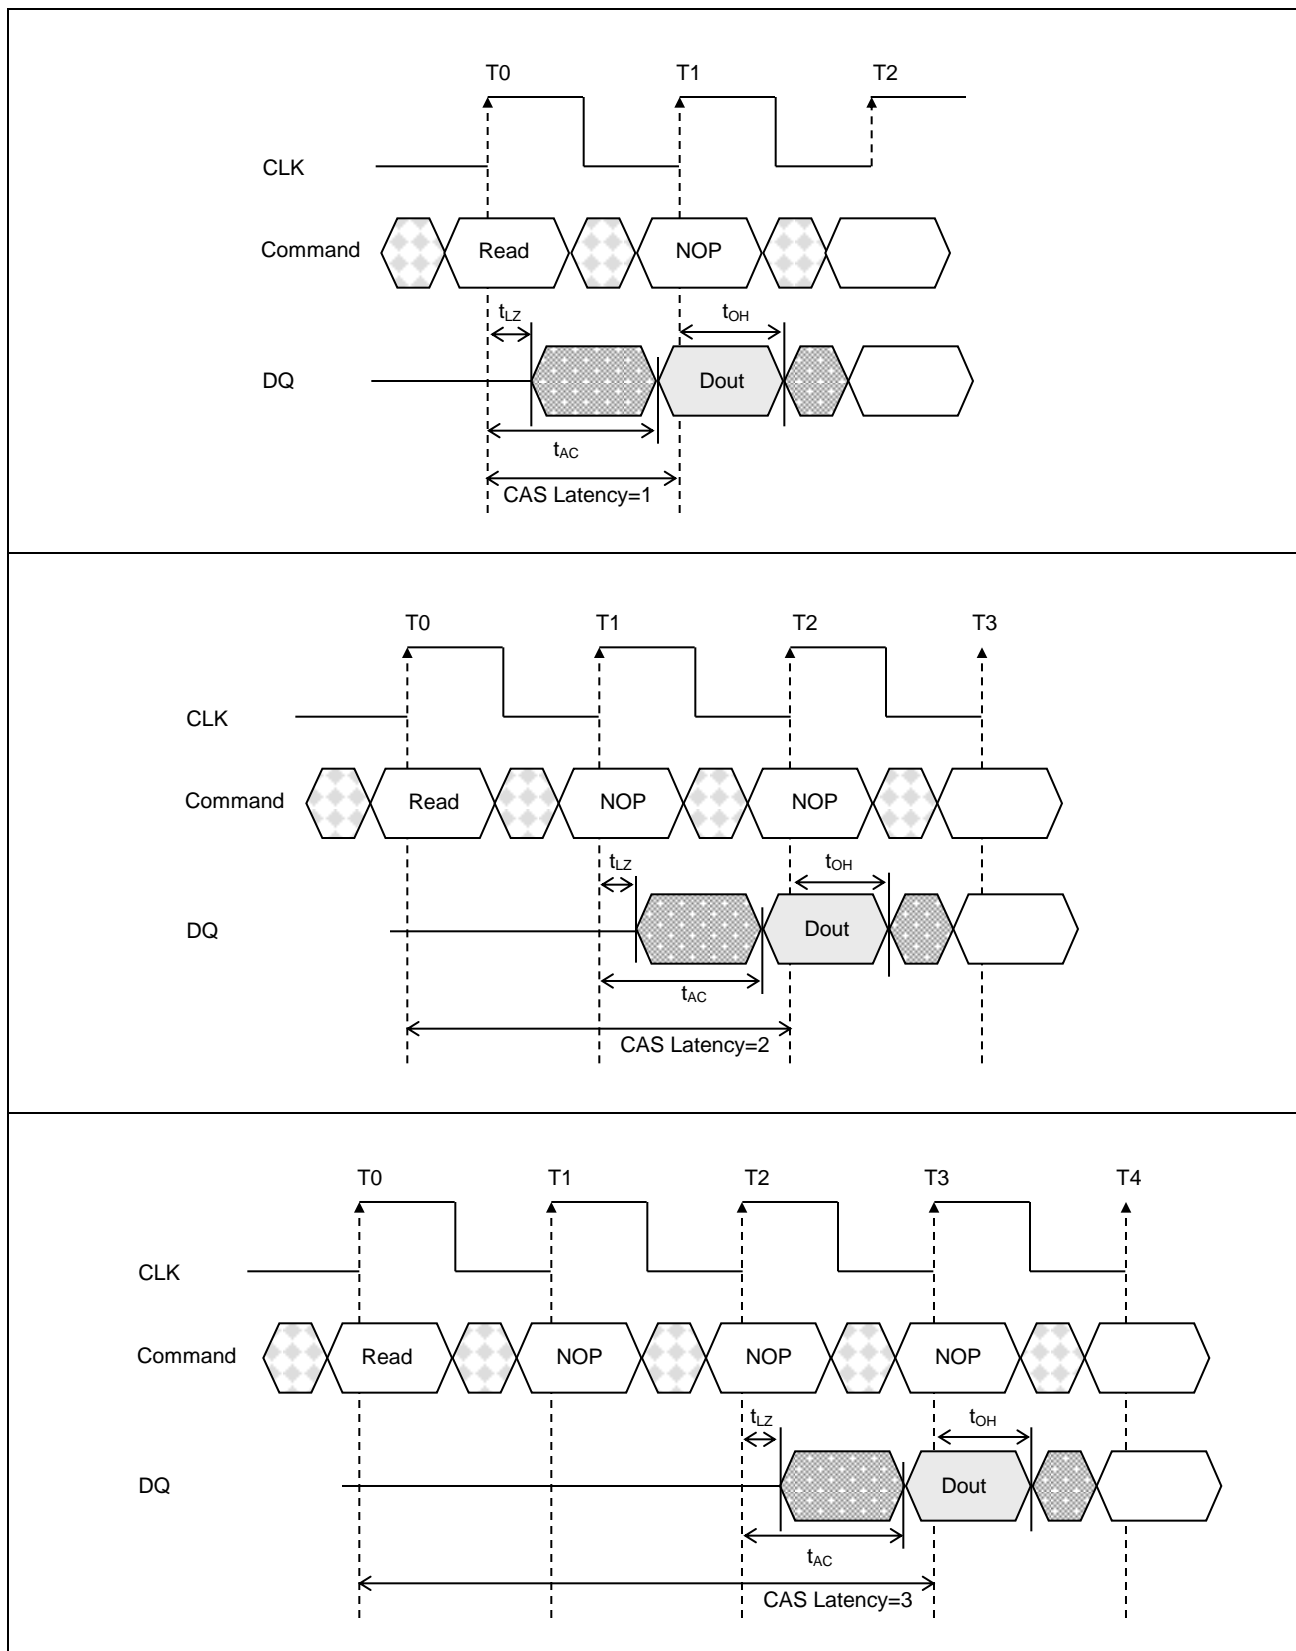 T0 T1 T2
CLK
Command Read NOP
tLZ tOH
DQ Dout
tAC
CAS Latency=1
T0 T1 T2 T3
CLK
Command Read NOP NOP
tLZ tOH
DQ Dout
tAC
CAS Latency=2
T0 T1 T2 T3 T4
CLK
Command Read NOP NOP NOP
tLZ tOH
DQ Dout
tAC
CAS Latency=3